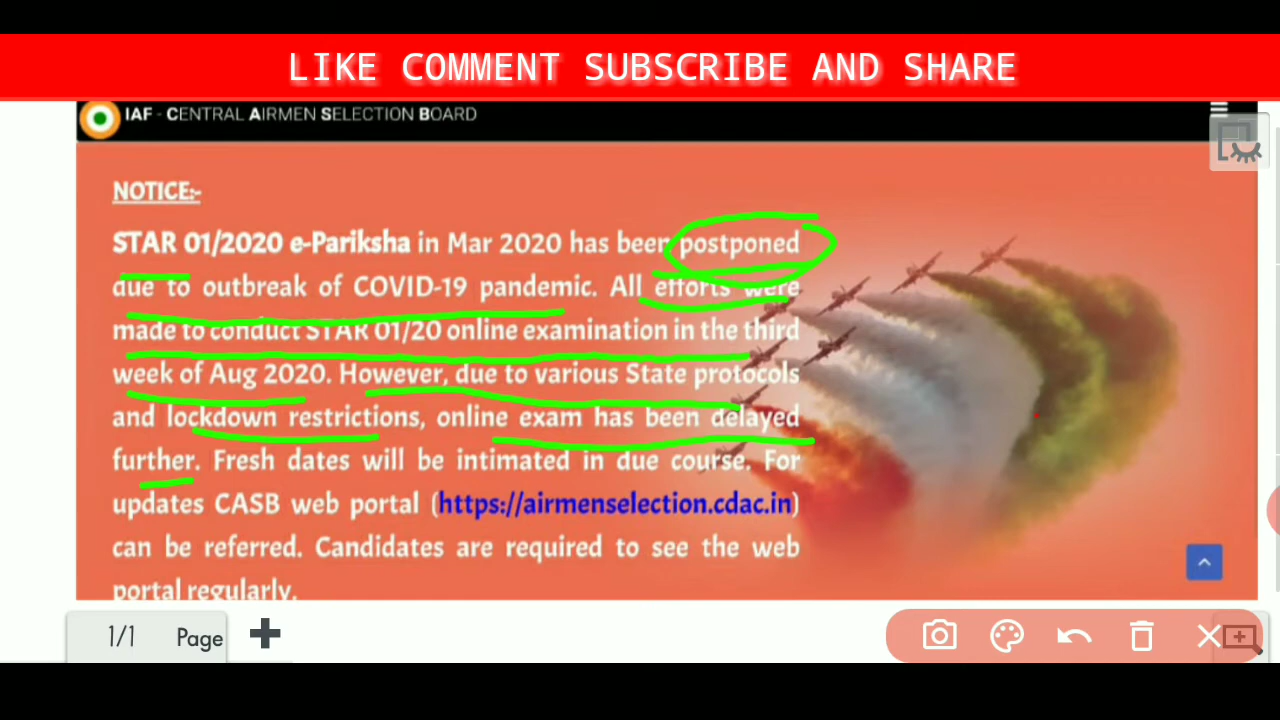 LIKE COMMENT SUBSCRIBE AND SHARE
IAF - CENTRAL AIRMEN SELECTION BOARD
NOTICE:-
STAR 01/2020 e-Pariksha in Mar 2020 has been postponed
due to outbreak of COVID-19 pandemic. All efforts were
made to conduct STAR 01/20 online examination in the third
week of Aug 2020. However, due to various State protocols
and lockdown restrictions, online exam has been delayed
further. Fresh dates will be intimated in due course. For
updates CASB web portal (https://airmenselection.cdac.in)
can be referred. Candidates are required to see the web
portal regularly.
1/1 Page